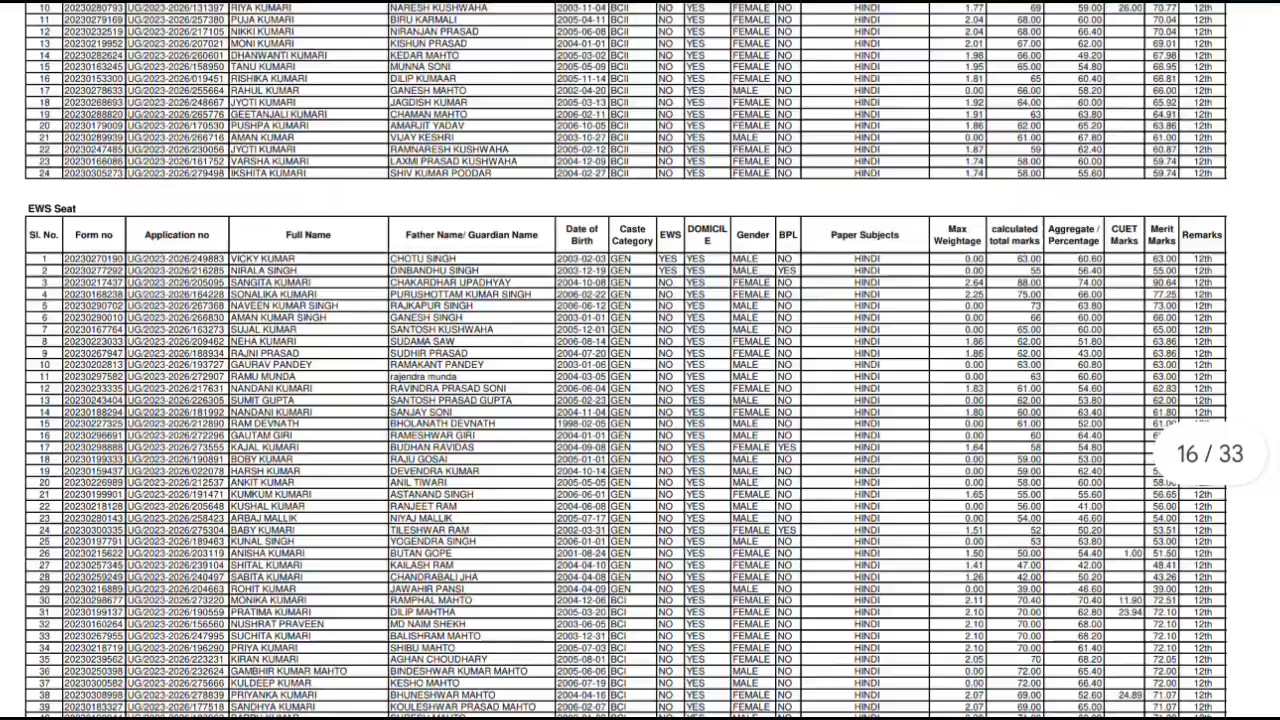 10 20230280793 UG/2023-2026/131397 RIYA KUMARI NARESH KUSHWAHA 2003-11-04 BCII NO YES FEMALE NO HINDI 1.77 69 59.00 26.00 70.77 12th
11 20230279169 UG/2023-2026/257380 PUJA KUMARI BIRU KARMALI 2005-04-11 BCII NO YES FEMALE NO HINDI 2.04 68.00 60.00 70.04 12th
12 20230232519 UG/2023-2026/217105 NIKKI KUMARI NIRANJAN PRASAD 2005-06-08 BCII NO YES FEMALE NO HINDI 2.04 68.00 66.40 70.04 12th
13 20230219952 UG/2023-2026/207021 MONI KUMARI KISHUN PRASAD 2004-01-01 BCII NO YES FEMALE NO HINDI 2.01 67.00 62.00 69.01 12th
14 20230282624 UG/2023-2026/260601 DHANWANTI KUMARI KEDAR MAHTO 2005-03-02 BCII NO YES FEMALE NO HINDI 1.98 66.00 49.20 67.98 12th
15 20230163245 UG/2023-2026/158950 TANU KUMARI MUNNA SONI 2005-05-09 BCII NO YES FEMALE NO HINDI 1.95 65.00 54.80 66.95 12th
16 20230153300 UG/2023-2026/019451 RISHIKA KUMARI DILIP KUMAAR 2005-11-14 BCII NO YES FEMALE NO HINDI 1.81 65 60.40 66.81 12th
17 20230278633 UG/2023-2026/255664 RAHUL KUMAR GANESH MAHTO 2002-04-20 BCII NO YES MALE NO HINDI 0.00 66.00 58.20 66.00 12th
18 20230268693 UG/2023-2026/248667 JYOTI KUMARI JAGDISH KUMAR 2005-03-13 BCII NO YES FEMALE NO HINDI 1.92 64.00 60.00 65.92 12th
19 20230288820 UG/2023-2026/265776 GEETANJALI KUMARI CHAMAN MAHTO 2006-02-11 BCII NO YES FEMALE NO HINDI 1.91 63 63.80 64.91 12th
20 20230179009 UG/2023-2026/170530 PUSHPA KUMARI AMARJIT YADAV 2006-10-05 BCII NO YES FEMALE NO HINDI 1.86 62.00 65.20 63.86 12th
21 20230289939 UG/2023-2026/266716 AMAN KUMAR VIJAY KESHRI 2003-10-27 BCII NO YES MALE NO HINDI 0.00 61.00 67.80 61.00 12th
22 20230247485 UG/2023-2026/230056 JYOTI KUMARI RAMNARESH KUSHWAHA 2005-02-12 BCII NO YES FEMALE NO HINDI 1.87 59 62.40 60.87 12th
23 20230166086 UG/2023-2026/161752 VARSHA KUMARI LAXMI PRASAD KUSHWAHA 2004-12-09 BCII NO YES FEMALE NO HINDI 1.74 58.00 60.00 59.74 12th
24 20230305273 UG/2023-2026/279498 IKSHITA KUMARI SHIV KUMAR PODDAR 2004-02-27 BCII NO YES FEMALE NO HINDI 1.74 58.00 55.60 59.74 12th
EWS Seat
Sl. No. Form no Application no Full Name Father Name/ Guardian Name Date of Birth Caste Category EWS DOMICILE Gender BPL Paper Subjects Max Weightage calculated total marks Aggregate / Percentage CUET Marks Merit Marks Remarks
1 20230270190 UG/2023-2026/249883 VICKY KUMAR CHOTU SINGH 2003-02-03 GEN YES YES MALE NO HINDI 0.00 63.00 60.60 63.00 12th
2 20230277292 UG/2023-2026/216285 NIRALA SINGH DINBANDHU SINGH 2003-12-19 GEN YES YES MALE YES HINDI 0.00 55 56.40 55.00 12th
3 20230217437 UG/2023-2026/205095 SANGITA KUMARI CHAKARDHAR UPADHYAY 2004-10-08 GEN NO YES FEMALE NO HINDI 2.64 88.00 74.00 90.64 12th
4 20230168238 UG/2023-2026/164228 SONALIKA KUMARI PURUSHOTTAM KUMAR SINGH 2006-02-22 GEN NO YES FEMALE NO HINDI 2.25 75.00 66.00 77.25 12th
5 20230290702 UG/2023-2026/267368 NAVEEN KUMAR SINGH RAJKAPUR SINGH 2006-06-12 GEN NO YES MALE NO HINDI 0.00 73 63.80 73.00 12th
6 20230290010 UG/2023-2026/266830 AMAN KUMAR SINGH GANESH SINGH 2003-01-01 GEN NO YES MALE NO HINDI 0.00 66 60.00 66.00 12th
7 20230167764 UG/2023-2026/163273 SUJAL KUMAR SANTOSH KUSHWAHA 2005-12-01 GEN NO YES MALE NO HINDI 0.00 65.00 60.00 65.00 12th
8 20230223033 UG/2023-2026/209462 NEHA KUMARI SUDAMA SAW 2006-08-14 GEN NO YES FEMALE NO HINDI 1.86 62.00 51.80 63.86 12th
9 20230267947 UG/2023-2026/188934 RAJNI PRASAD SUDHIR PRASAD 2004-07-20 GEN NO YES FEMALE NO HINDI 1.86 62.00 43.00 63.86 12th
10 20230202813 UG/2023-2026/193727 GAURAV PANDEY RAMAKANT PANDEY 2003-01-06 GEN NO YES MALE NO HINDI 0.00 63.00 60.80 63.00 12th
11 20230297582 UG/2023-2026/272907 RAMU MUNDA rajendra munda 2004-03-05 GEN NO YES MALE NO HINDI 0.00 63 60.60 63.00 12th
12 20230233335 UG/2023-2026/217631 NANDANI KUMARI RAVINDRA PRASAD SONI 2006-06-04 GEN NO YES FEMALE NO HINDI 1.83 61.00 54.60 62.83 12th
13 20230243404 UG/2023-2026/226305 SUMIT GUPTA SANTOSH PRASAD GUPTA 2005-02-23 GEN NO YES MALE NO HINDI 0.00 62.00 53.80 62.00 12th
14 20230188294 UG/2023-2026/181992 NANDANI KUMARI SANJAY SONI 2004-11-04 GEN NO YES FEMALE NO HINDI 1.80 60.00 63.40 61.80 12th
15 20230227325 UG/2023-2026/212890 RAM DEVNATH BHOLANATH DEVNATH 1998-02-05 GEN NO YES MALE NO HINDI 0.00 61.00 52.00 61.00 12th
16 20230296691 UG/2023-2026/272296 GAUTAM GIRI RAMESHWAR GIRI 2004-01-01 GEN NO YES MALE NO HINDI 0.00 60 64.40
17 20230298888 UG/2023-2026/273555 KAJAL KUMARI BUDHAN RAVIDAS 2004-09-08 GEN NO YES FEMALE YES HINDI 1.64 58 54.80
18 20230199333 UG/2023-2026/190891 BOBY KUMAR RAJU GOSAI 2005-01-01 GEN NO YES MALE NO HINDI 0.00 59.00 53.00
19 20230159437 UG/2023-2026/022078 HARSH KUMAR DEVENDRA KUMAR 2004-10-14 GEN NO YES MALE NO HINDI 0.00 59.00 62.40
20 20230226989 UG/2023-2026/212537 ANKIT KUMAR ANIL TIWARI 2005-05-05 GEN NO YES MALE NO HINDI 0.00 58.00 60.00 58.00 12th
21 20230199901 UG/2023-2026/191471 KUMKUM KUMARI ASTANAND SINGH 2006-06-01 GEN NO YES FEMALE NO HINDI 1.65 55.00 55.60 56.65 12th
22 20230218128 UG/2023-2026/205648 KUSHAL KUMAR RANJEET RAM 2004-06-08 GEN NO YES MALE NO HINDI 0.00 56.00 41.00 56.00 12th
23 20230280143 UG/2023-2026/258423 ARBAJ MALLIK NIYAJ MALLIK 2005-07-17 GEN NO YES MALE NO HINDI 0.00 54.00 46.60 54.00 12th
24 20230300335 UG/2023-2026/275304 BABY KUMARI TILESHWAR RAM 2002-03-31 GEN NO YES FEMALE YES HINDI 1.51 52 50.20 53.51 12th
25 20230197791 UG/2023-2026/189463 KUNAL SINGH YOGENDRA SINGH 2006-01-01 GEN NO YES MALE NO HINDI 0.00 53 53.80 53.00 12th
26 20230215622 UG/2023-2026/203119 ANISHA KUMARI BUTAN GOPE 2001-08-24 GEN NO YES FEMALE NO HINDI 1.50 50.00 54.40 1.00 51.50 12th
27 20230257345 UG/2023-2026/239104 SHITAL KUMARI KAILASH RAM 2004-04-10 GEN NO YES FEMALE NO HINDI 1.41 47.00 42.00 48.41 12th
28 20230259249 UG/2023-2026/240497 SABITA KUMARI CHANDRABALI JHA 2004-04-08 GEN NO YES FEMALE NO HINDI 1.26 42.00 50.20 43.26 12th
29 20230216889 UG/2023-2026/204663 ROHIT KUMAR JAWAHIR PANSI 2004-04-09 GEN NO YES MALE NO HINDI 0.00 39.00 46.60 39.00 12th
30 20230298677 UG/2023-2026/273220 MONIKA KUMARI RAMPHAL MAHTO 2004-12-06 BCI NO YES FEMALE NO HINDI 2.11 70.40 70.40 11.90 72.51 12th
31 20230199137 UG/2023-2026/190559 PRATIMA KUMARI DILIP MAHTHA 2005-03-20 BCI NO YES FEMALE NO HINDI 2.10 70.00 62.80 23.94 72.10 12th
32 20230160264 UG/2023-2026/156560 NUSHRAT PRAVEEN MD NAIM SHEKH 2003-06-05 BCI NO YES FEMALE NO HINDI 2.10 70.00 68.00 72.10 12th
33 20230267955 UG/2023-2026/247995 SUCHITA KUMARI BALISHRAM MAHTO 2003-12-31 BCI NO YES FEMALE NO HINDI 2.10 70.00 68.20 72.10 12th
34 20230218719 UG/2023-2026/196290 PRIYA KUMARI SHIBU MAHTO 2005-07-03 BCI NO YES FEMALE NO HINDI 2.10 70.00 61.40 72.10 12th
35 20230239562 UG/2023-2026/223231 KIRAN KUMARI AGHAN CHOUDHARY 2005-08-01 BCI NO YES FEMALE NO HINDI 2.05 70 68.20 72.05 12th
36 20230250398 UG/2023-2026/232624 GAMBHIR KUMAR MAHTO BINDESHWAR KUMAR MAHTO 2005-06-06 BCI NO YES MALE NO HINDI 0.00 72.00 65.40 72.00 12th
37 20230300582 UG/2023-2026/275666 KULDEEP KUMAR KESHO MAHTO 2006-07-19 BCI NO YES MALE NO HINDI 0.00 72.00 66.40 72.00 12th
38 20230308998 UG/2023-2026/278839 PRIYANKA KUMARI BHUNESHWAR MAHTO 2004-04-16 BCI NO YES FEMALE NO HINDI 2.07 69.00 52.60 24.89 71.07 12th
39 20230183327 UG/2023-2026/177518 SANDHYA KUMARI KOULESHWAR PRASAD MAHTO 2006-02-07 BCI NO YES FEMALE NO HINDI 2.07 69.00 65.00 71.07 12th
16 / 33